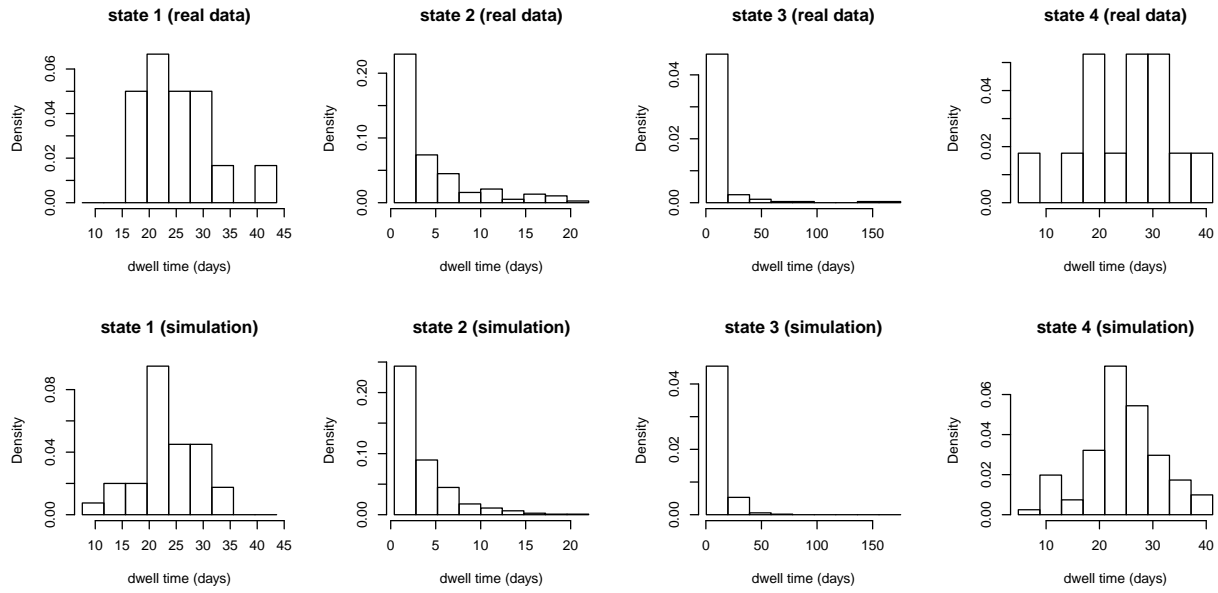 state 1 (real data)
state 2 (real data)
state 3 (real data)
state 4 (real data)
Density
0.00
0.02
0.04
0.06
10
15
20
25
30
35
40
45
dwell time (days)
Density
0.00
0.10
0.20
0
5
10
15
20
dwell time (days)
Density
0.00
0.02
0.04
0
50
100
150
dwell time (days)
Density
0.00
0.02
0.04
10
20
30
40
dwell time (days)
state 1 (simulation)
state 2 (simulation)
state 3 (simulation)
state 4 (simulation)
Density
0.00
0.04
0.08
10
15
20
25
30
35
40
45
dwell time (days)
Density
0.00
0.10
0.20
0
5
10
15
20
dwell time (days)
Density
0.00
0.02
0.04
0
50
100
150
dwell time (days)
Density
0.00
0.02
0.04
0.06
10
20
30
40
dwell time (days)